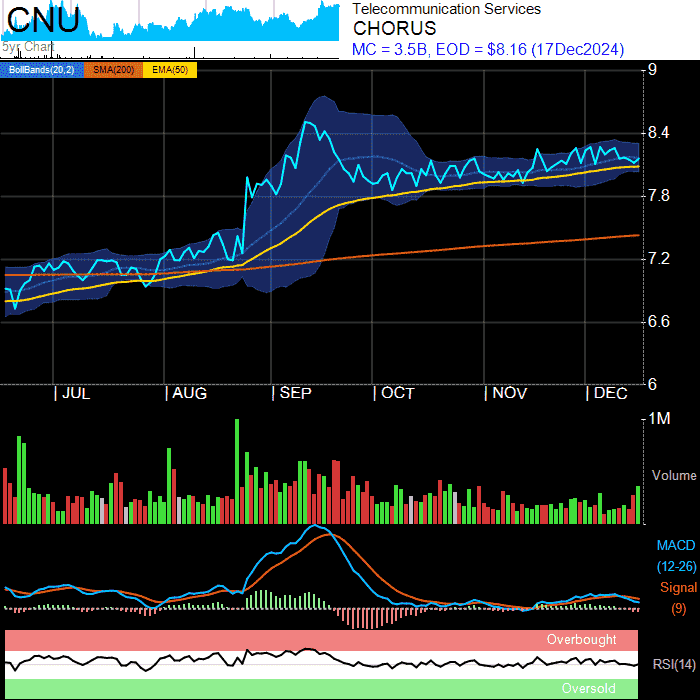 CNU
5yr Chart
Telecommunication Services
CHORUS
MC = 3.5B, EOD = $8.16 (17Dec2024)
BollBands(20,2) SMA(200) EMA(50)
9
8.4
7.8
7.2
6.6
6
| JUL | AUG | SEP | OCT | NOV | DEC
1M
Volume
MACD
(12-26)
Signal
(9)
Overbought
RSI(14)
Oversold